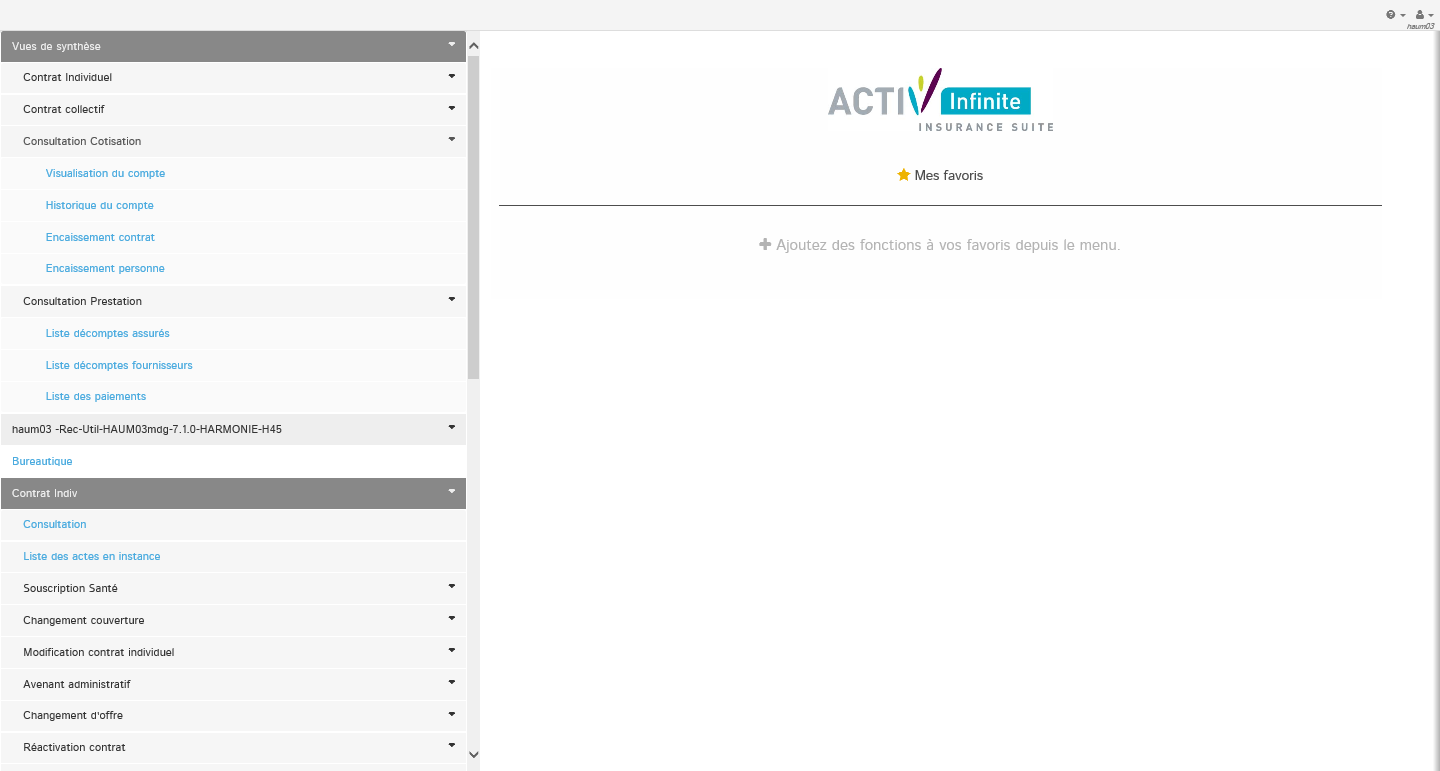 haum03
Vues de synthèse
Contrat Individuel
Contrat collectif
Consultation Cotisation
Visualisation du compte
Historique du compte
Encaissement contrat
Encaissement personne
Consultation Prestation
Liste décomptes assurés
Liste décomptes fournisseurs
Liste des paiements
haum03 -Rec-Util-HAUM03mdg-7.1.0-HARMONIE-H45
Bureautique
Contrat Indiv
Consultation
Liste des actes en instance
Souscription Santé
Changement couverture
Modification contrat individuel
Avenant administratif
Changement d'offre
Réactivation contrat
ACTIV Infinite
INSURANCE SUITE
Mes favoris
Ajoutez des fonctions à vos favoris depuis le menu.